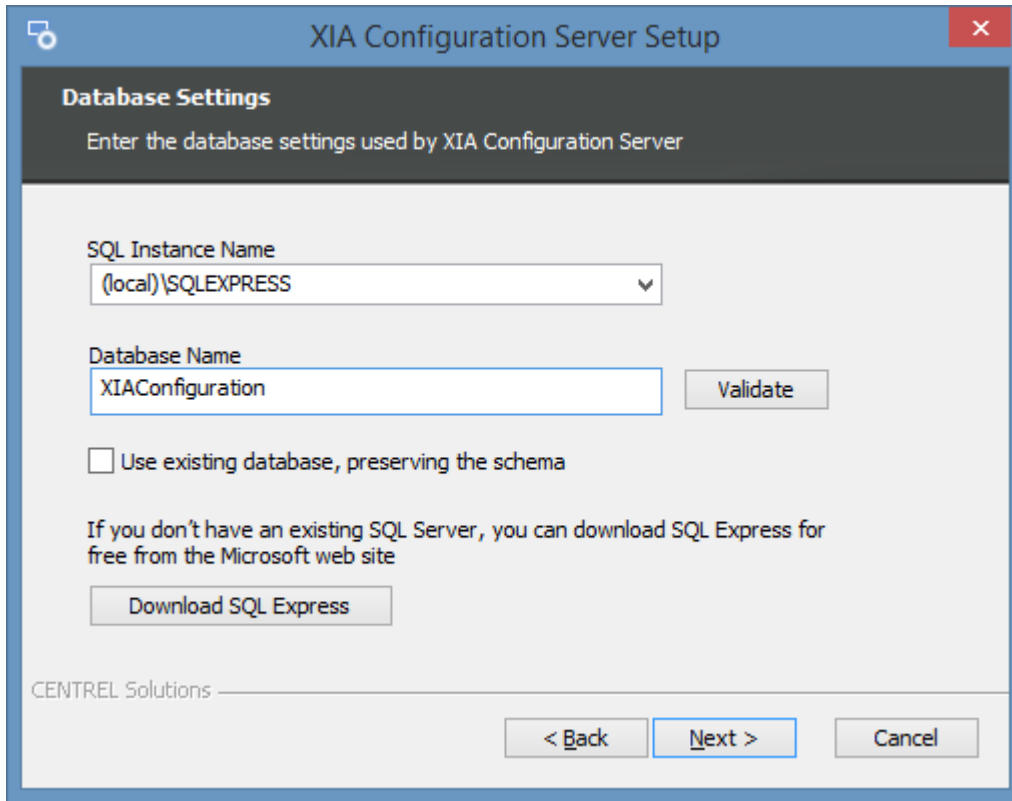 XIA Configuration Server Setup
Database Settings
Enter the database settings used by XIA Configuration Server
SQL Instance Name
(local)\SQLEXPRESS
Database Name
XIAConfiguration
Validate
Use existing database, preserving the schema
If you don't have an existing SQL Server, you can download SQL Express for
free from the Microsoft web site
Download SQL Express
CENTREL Solutions
< Back
Next >
Cancel